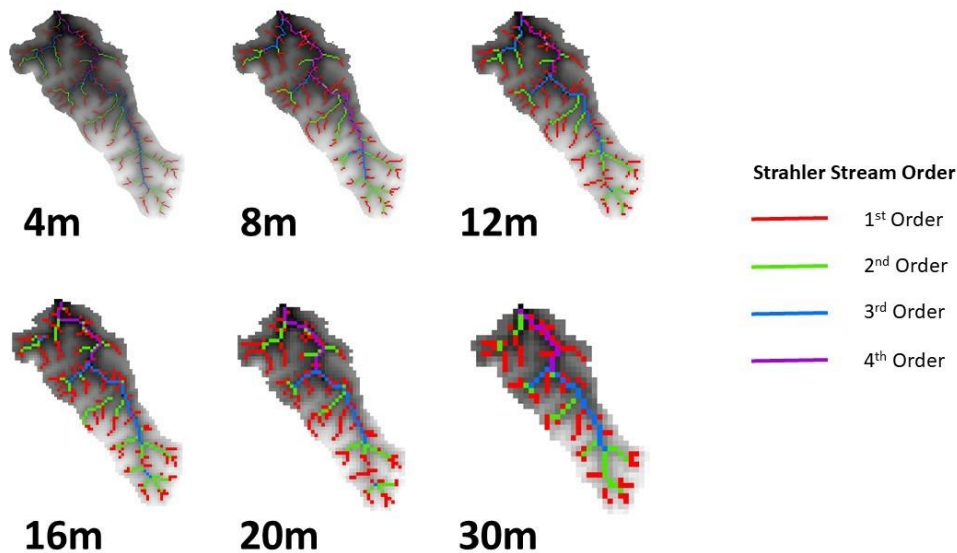 4m
8m
12m
Strahler Stream Order
1st Order
2nd Order
3rd Order
4th Order
16m
20m
30m